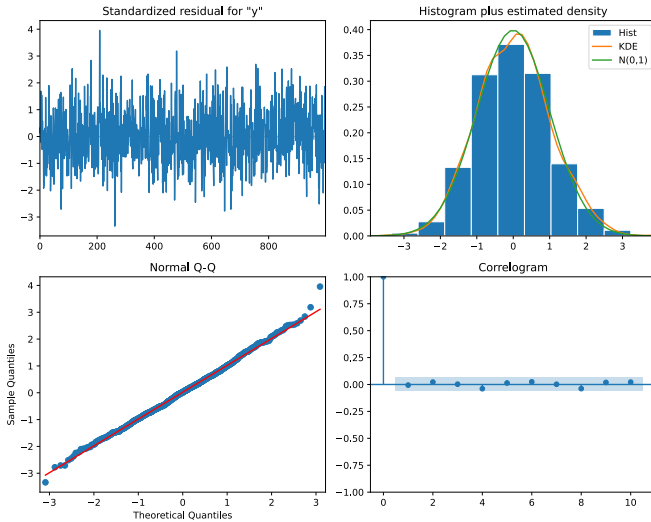 Standardized residual for "y"
4
3
2
1
0
−1
−2
−3
0 200 400 600 800
Histogram plus estimated density
Hist
KDE
N(0,1)
0.40
0.35
0.30
0.25
0.20
0.15
0.10
0.05
0.00
−3 −2 −1 0 1 2 3
Normal Q-Q
Sample Quantiles
4
3
2
1
0
−1
−2
−3
−3 −2 −1 0 1 2 3
Theoretical Quantiles
Correlogram
1.00
0.75
0.50
0.25
0.00
−0.25
−0.50
−0.75
−1.00
0 2 4 6 8 10